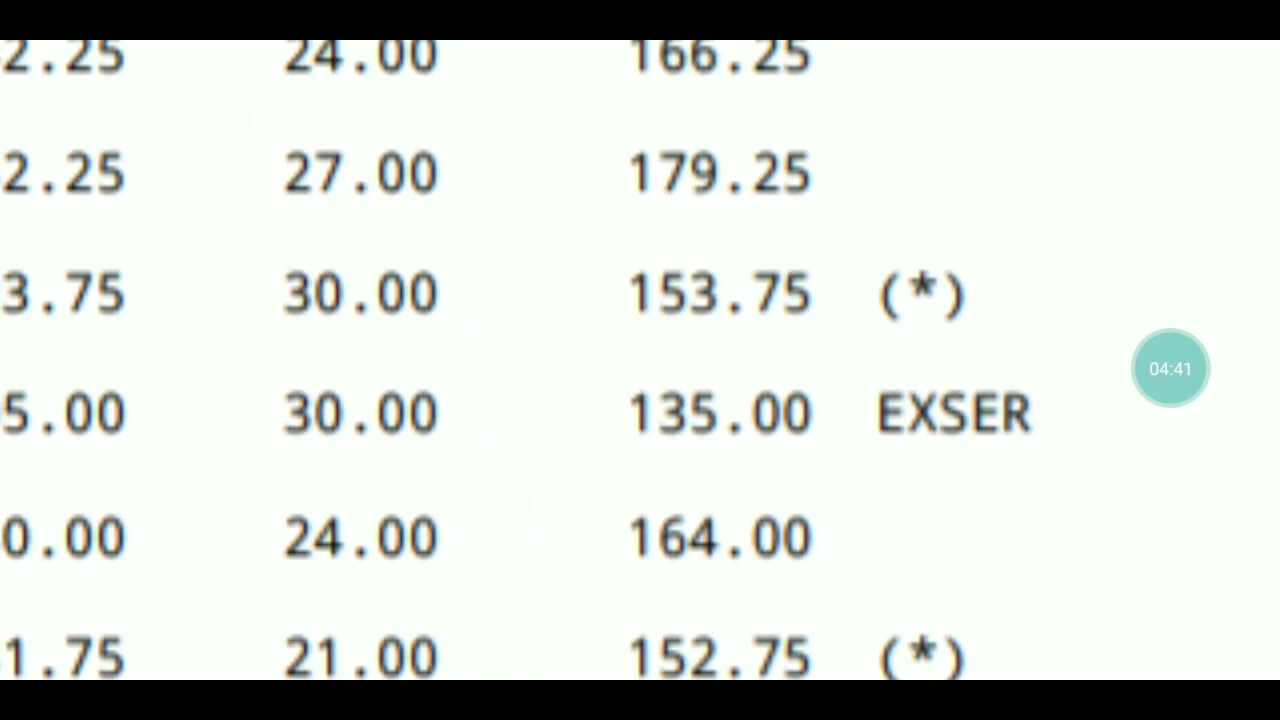 2.25 24.00 166.25
2.25 27.00 179.25
3.75 30.00 153.75 (*)
5.00 30.00 135.00 EXSER
04:41
0.00 24.00 164.00
1.75 21.00 152.75 (*)